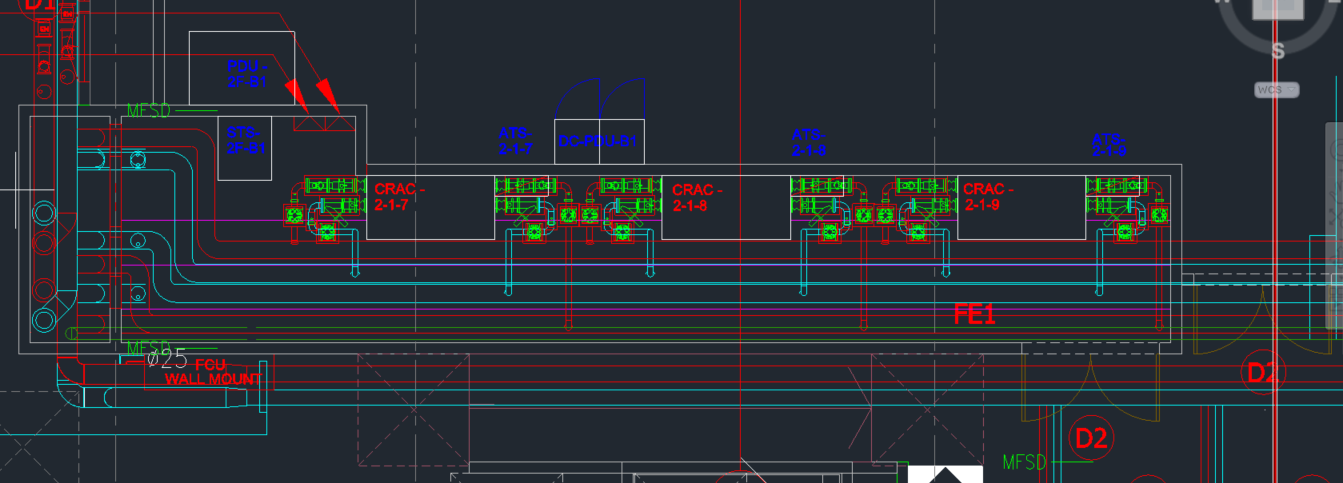 D1
S
WCS
PDU -
2F-B1
MFSD
STS-
2F-B1
ATS-
2-1-7
DC-PDU-B1
ATS-
2-1-8
ATS-
2-1-9
CRAC -
2-1-7
CRAC -
2-1-8
CRAC -
2-1-9
FE1
MFSD
Ø25
FCU
WALL MOUNT
D2
D2
MFSD